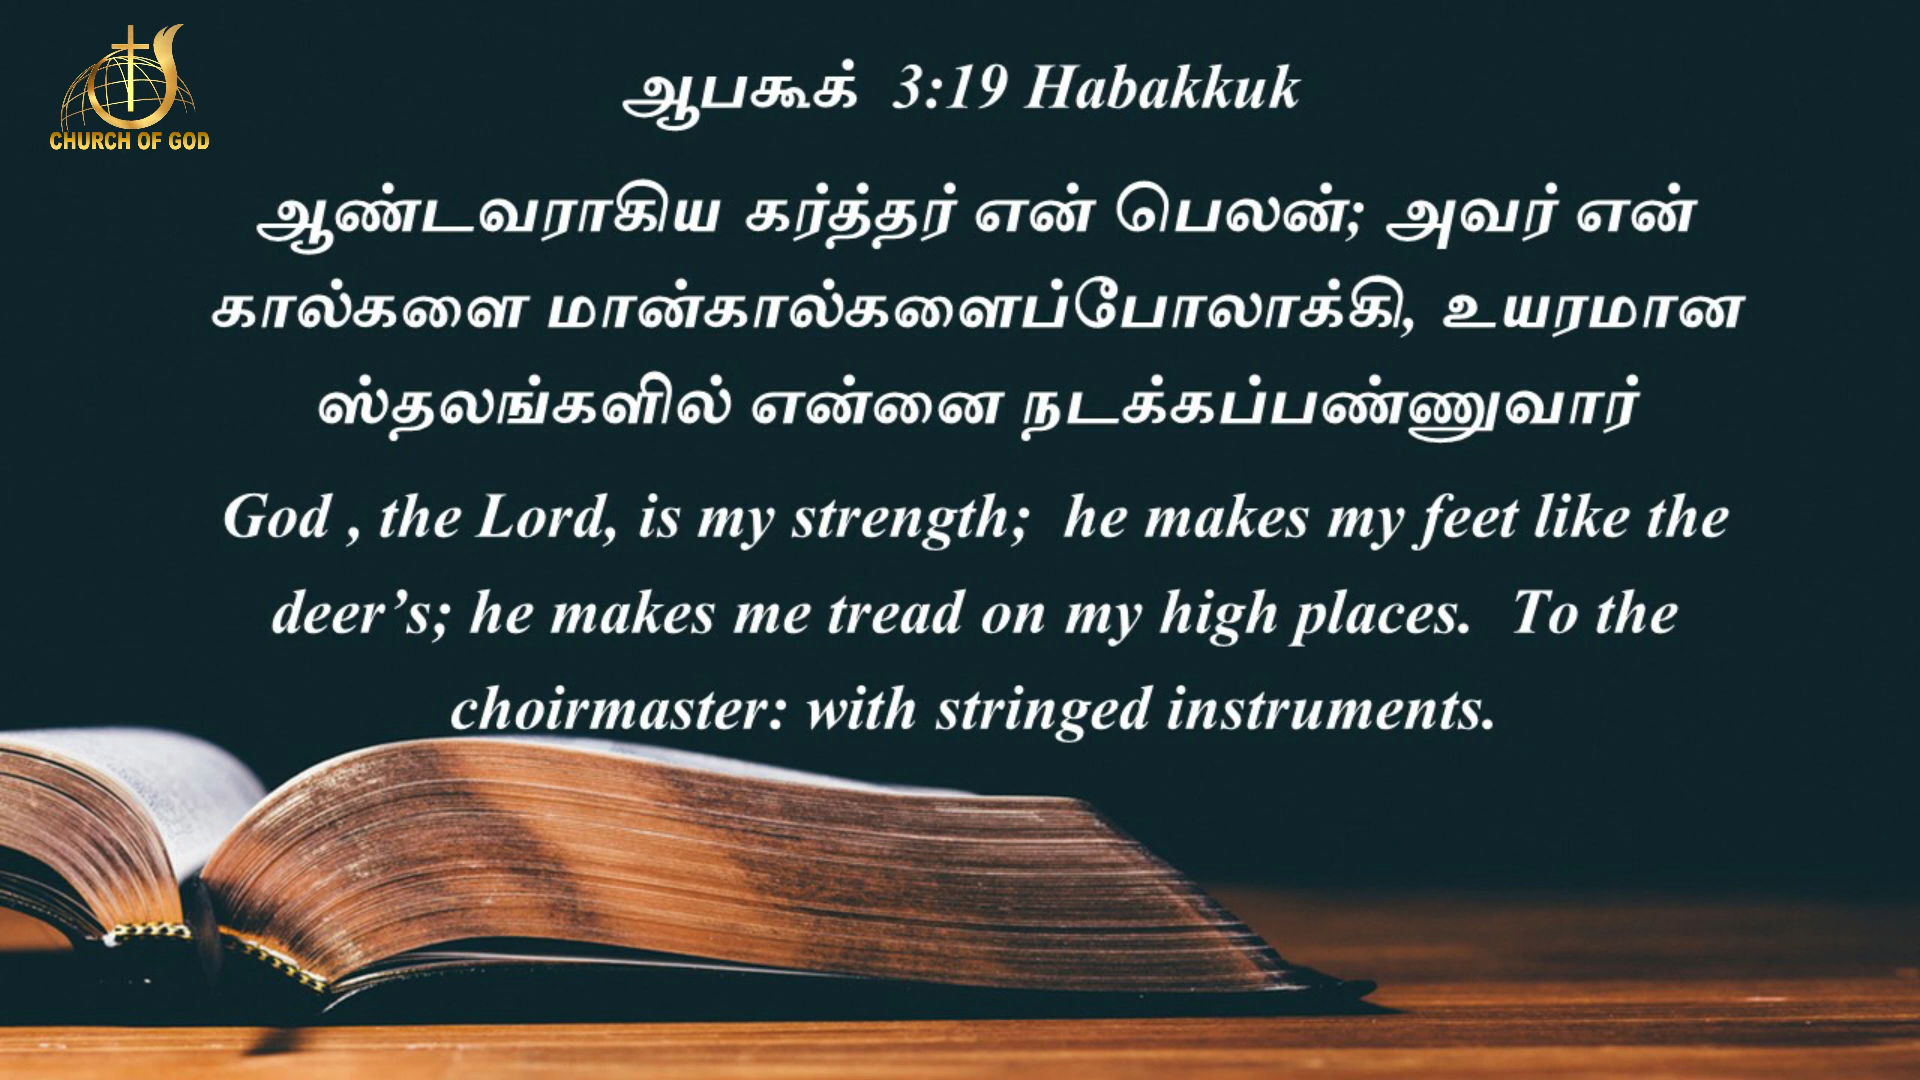 CHURCH OF GOD
ஆபகூக் 3:19 Habakkuk
ஆண்டவராகிய கர்த்தர் என் பெலன்; அவர் என்
கால்களை மான்கால்களைப்போலாக்கி, உயரமான
ஸ்தலங்களில் என்னை நடக்கப்பண்ணுவார்
God , the Lord, is my strength; he makes my feet like the
deer’s; he makes me tread on my high places. To the
choirmaster: with stringed instruments.